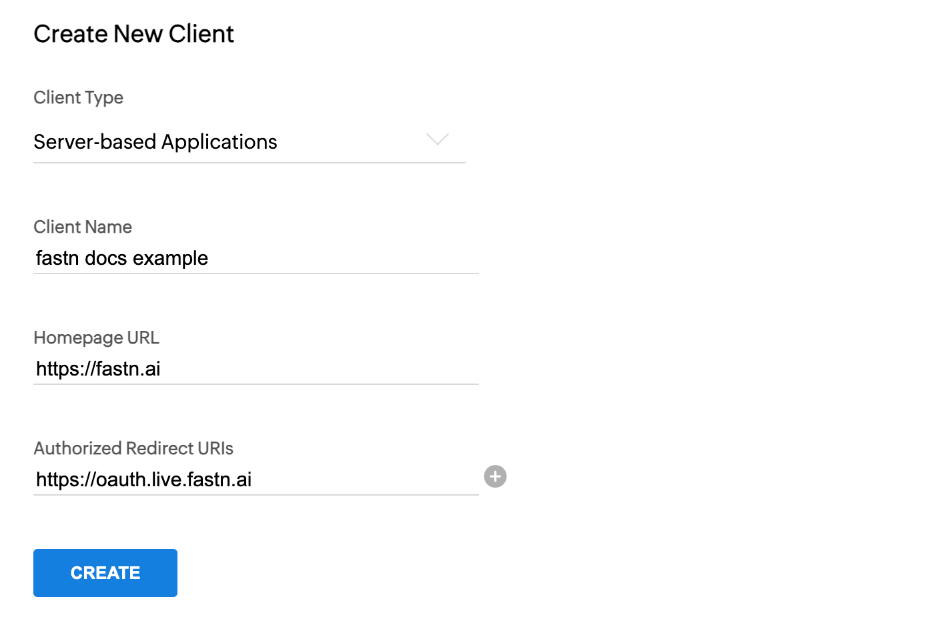 Create New Client
Client Type
Server-based Applications
Client Name
fastn docs example
Homepage URL
https://fastn.ai
Authorized Redirect URIs
https://oauth.live.fastn.ai
CREATE